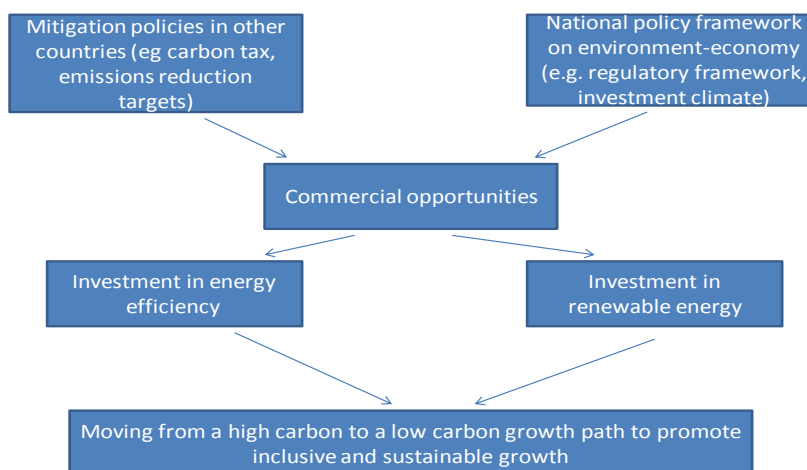 Mitigation policies in other
countries (eg carbon tax,
emissions reduction
targets)
National policy framework
on environment-economy
(e.g. regulatory framework,
investment climate)
Commercial opportunities
Investment in energy
efficiency
Investment in
renewable energy
Moving from a high carbon to a low carbon growth path to promote
inclusive and sustainable growth